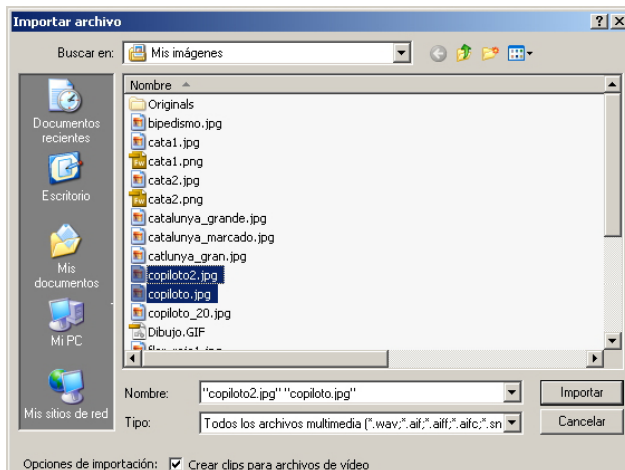 Importar archivo
Buscar en: Mis imágenes
Nombre
Originals
bipedismo.jpg
cata1.jpg
cata1.png
cata2.jpg
cata2.png
catalunya_grande.jpg
catalunya_marcado.jpg
catlunya_gran.jpg
copiloto2.jpg
copiloto.jpg
copiloto_20.jpg
Dibujo.GIF
Documentos
recientes
Escritorio
Mis
documentos
Mi PC
Mis sitios de red
Nombre: "copiloto2.jpg" "copiloto.jpg" Importar
Tipo: Todos los archivos multimedia (*.wav;*.aif;*.aiff;*.aifc;*.sn Cancelar
Opciones de importación: Crear clips para archivos de vídeo